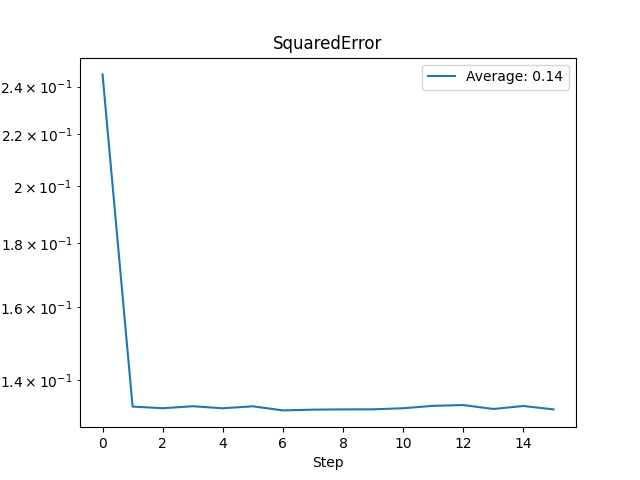 SquaredError
Average: 0.14
2.4 × 10⁻¹
2.2 × 10⁻¹
2 × 10⁻¹
1.8 × 10⁻¹
1.6 × 10⁻¹
1.4 × 10⁻¹
0 2 4 6 8 10 12 14
Step